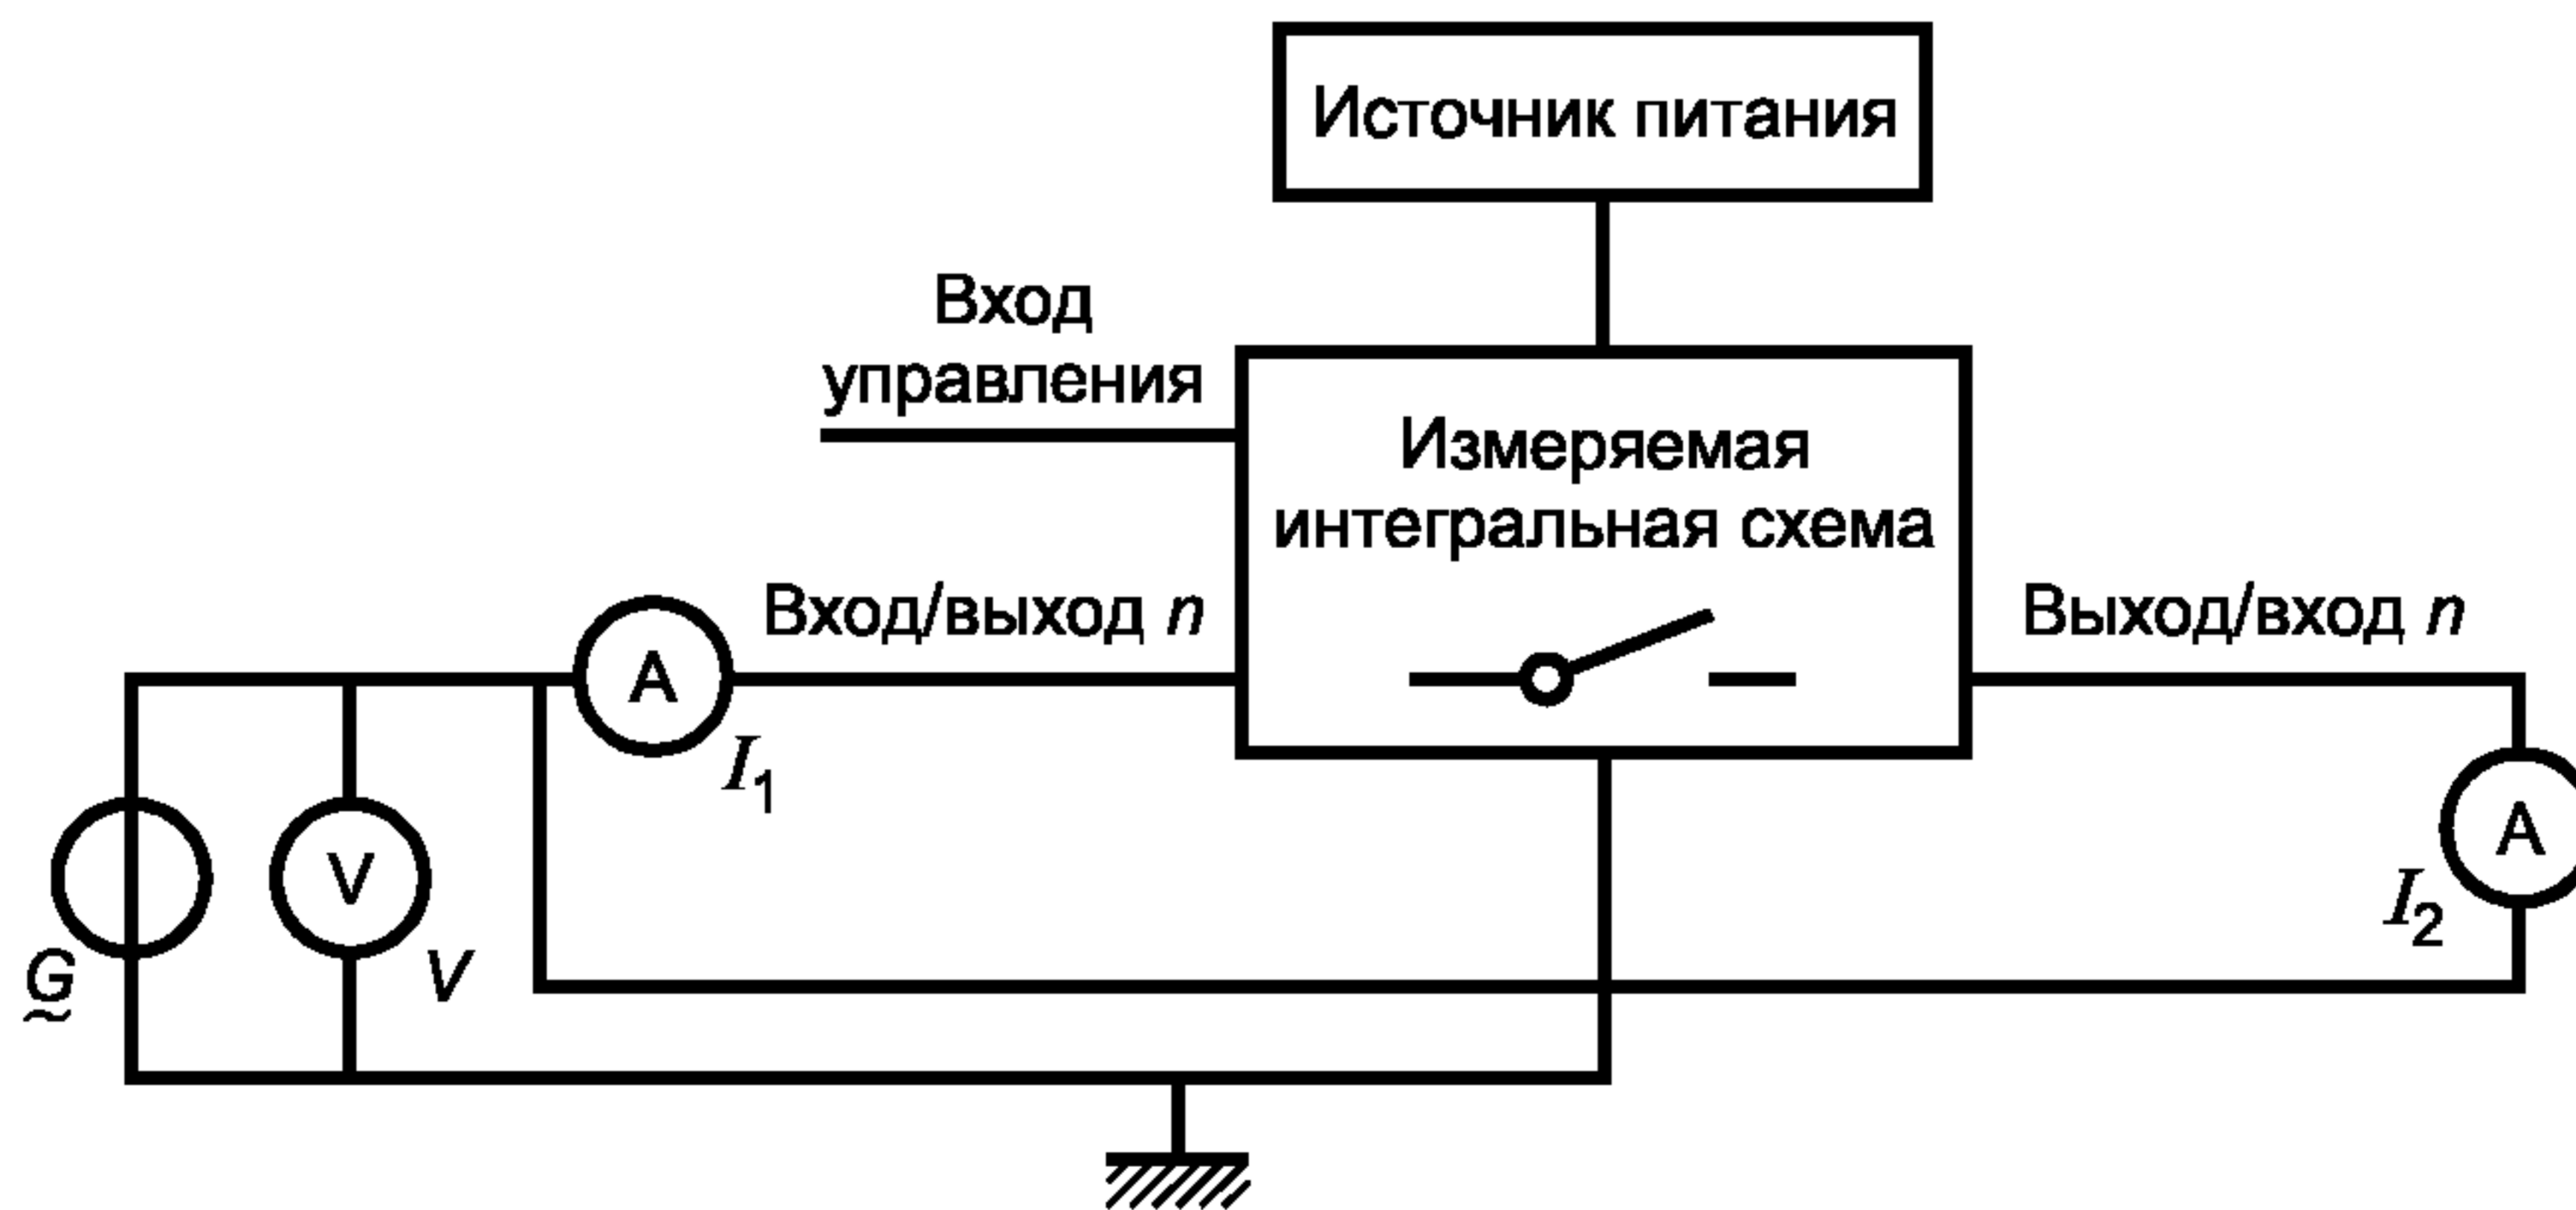 Источник питания
Вход
управления
Измеряемая
интегральная схема
Вход/выход n
Выход/вход n
A
I1
V
V
G
~
A
I2